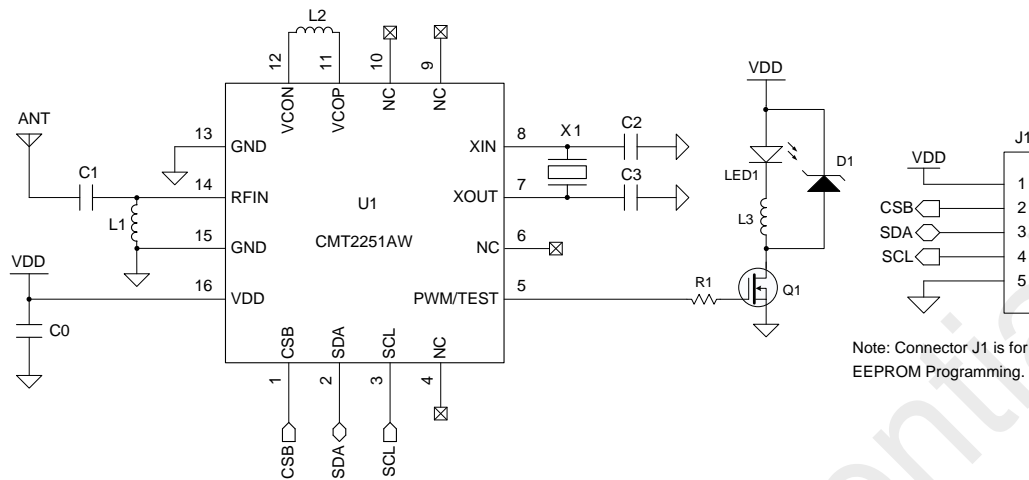 L2
12
11
10
9
VCON
VCOP
NC
NC
VDD
ANT
13
GND
XIN
8
X1
C2
C1
14
RFIN
XOUT
7
C3
LED1
D1
L1
U1
L3
15
GND
CMT2251AW
NC
6
VDD
16
VDD
PWM/TEST
5
R1
Q1
C0
CSB
SDA
SCL
NC
1
2
3
4
CSB
SDA
SCL
J1
VDD
1
CSB
2
SDA
3
SCL
4
5
Note: Connector J1 is for
EEPROM Programming.